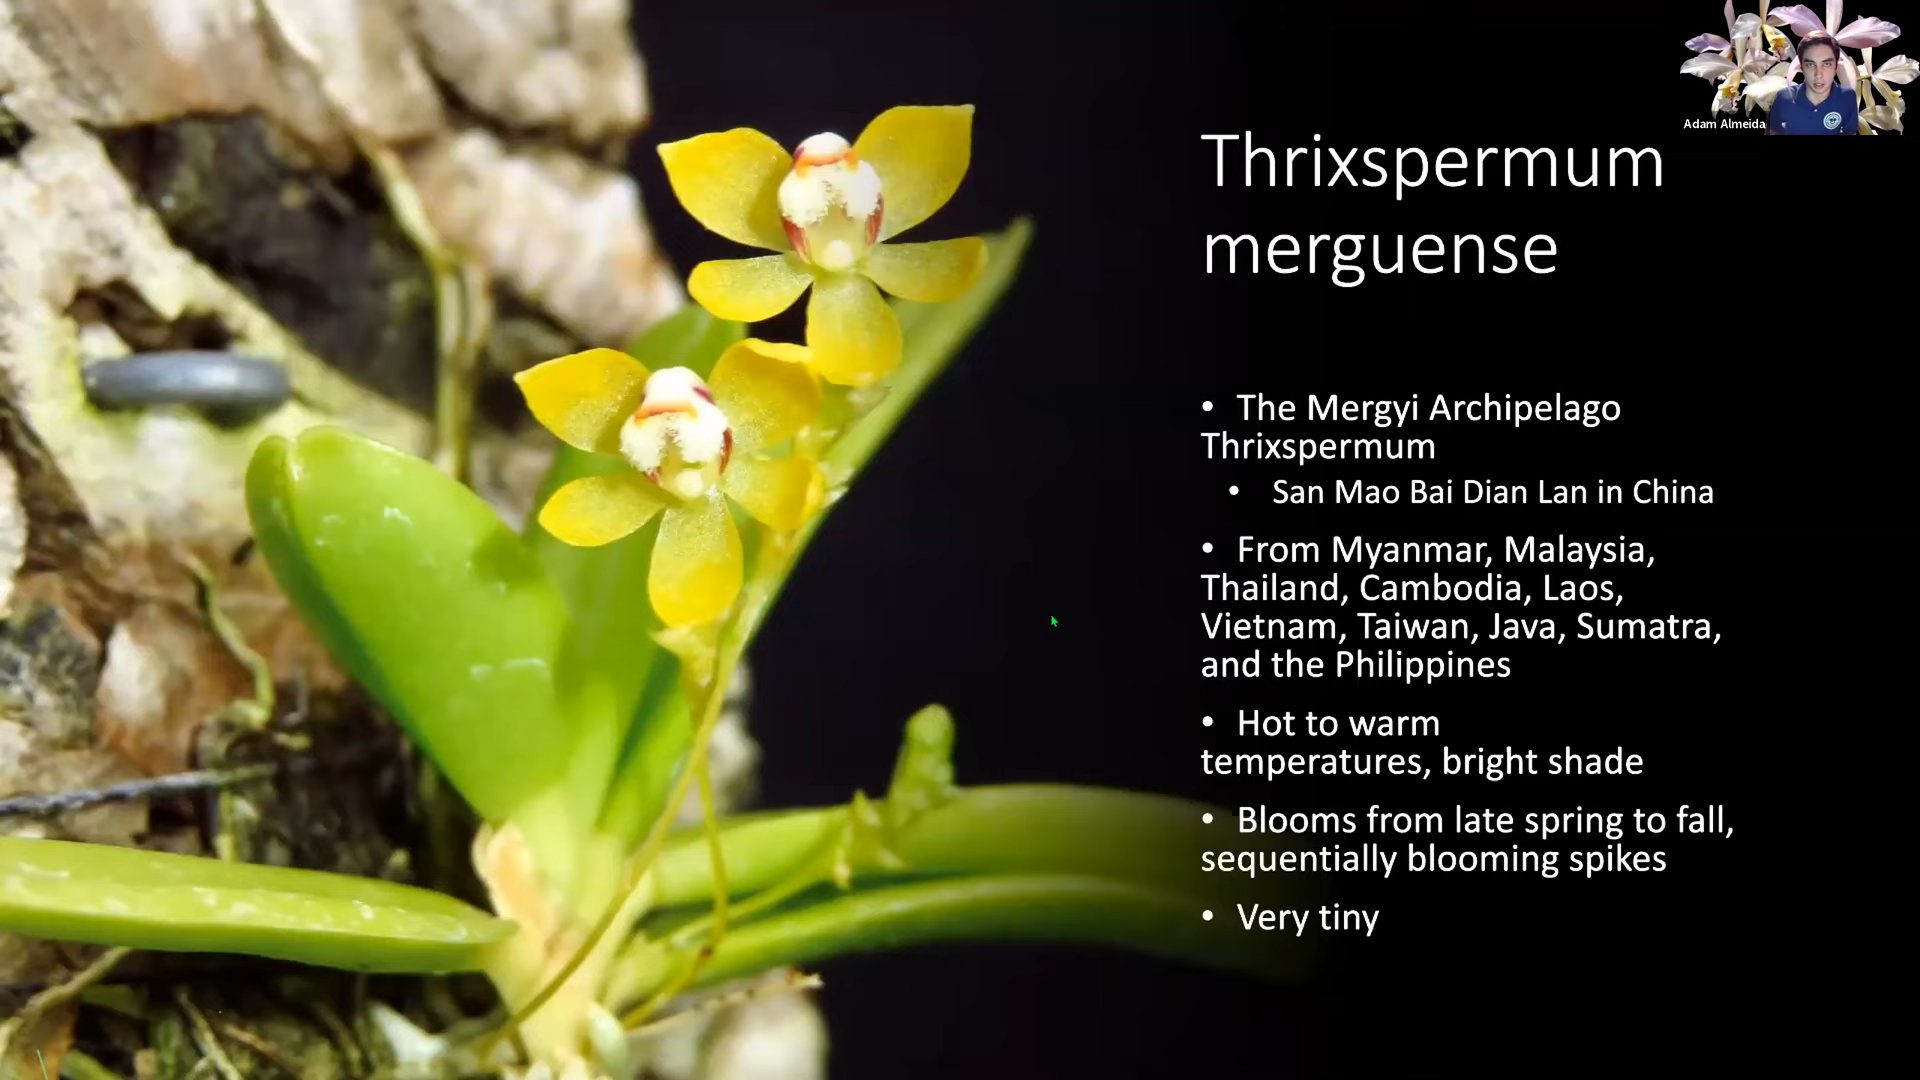 Adam Almeida
Thrixspermum
merguense
• The Mergyi Archipelago
Thrixspermum
• San Mao Bai Dian Lan in China
• From Myanmar, Malaysia,
Thailand, Cambodia, Laos,
Vietnam, Taiwan, Java, Sumatra,
and the Philippines
• Hot to warm
temperatures, bright shade
• Blooms from late spring to fall,
sequentially blooming spikes
• Very tiny